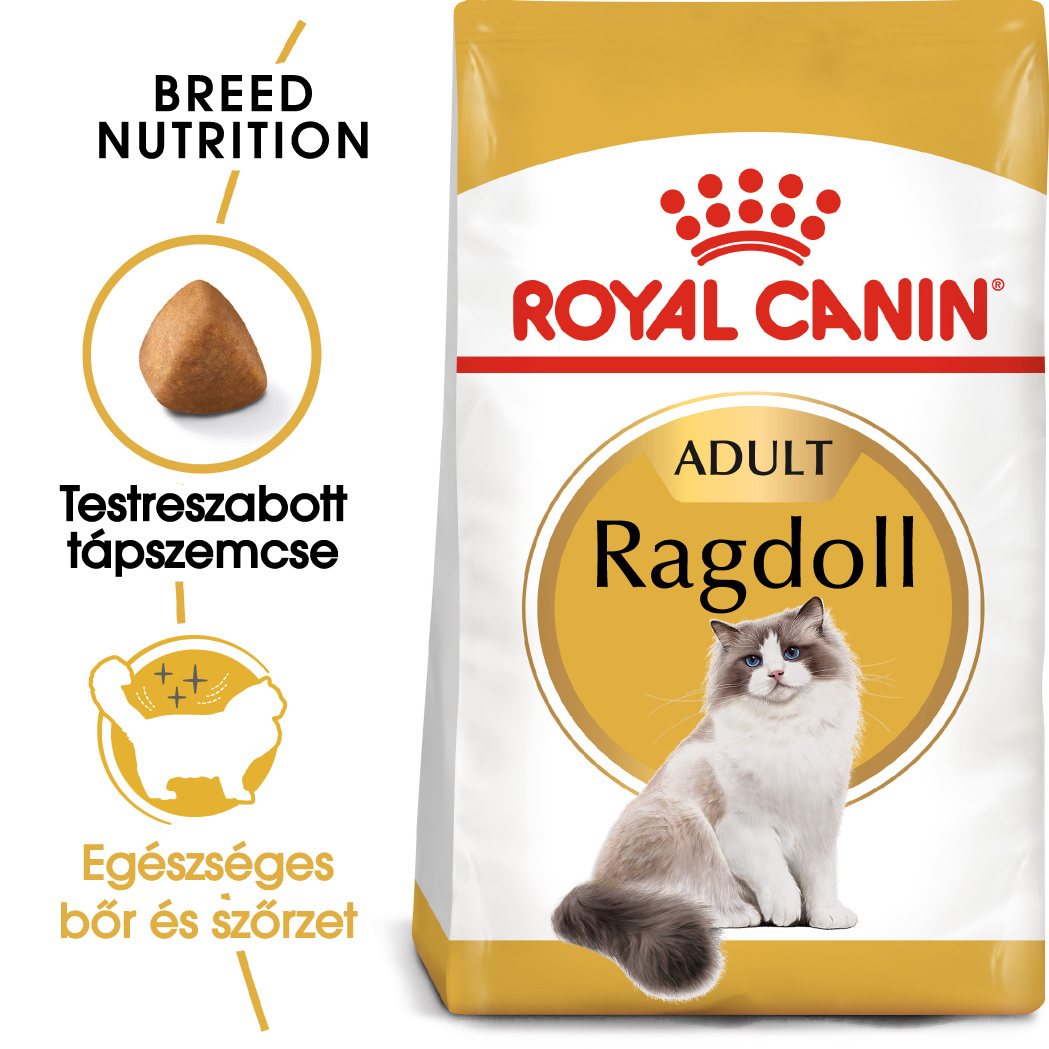 BREED
NUTRITION
Testreszabott
tápszemcse
Egészséges
bőr és szőrzet
ROYAL CANIN®
ADULT
Ragdoll